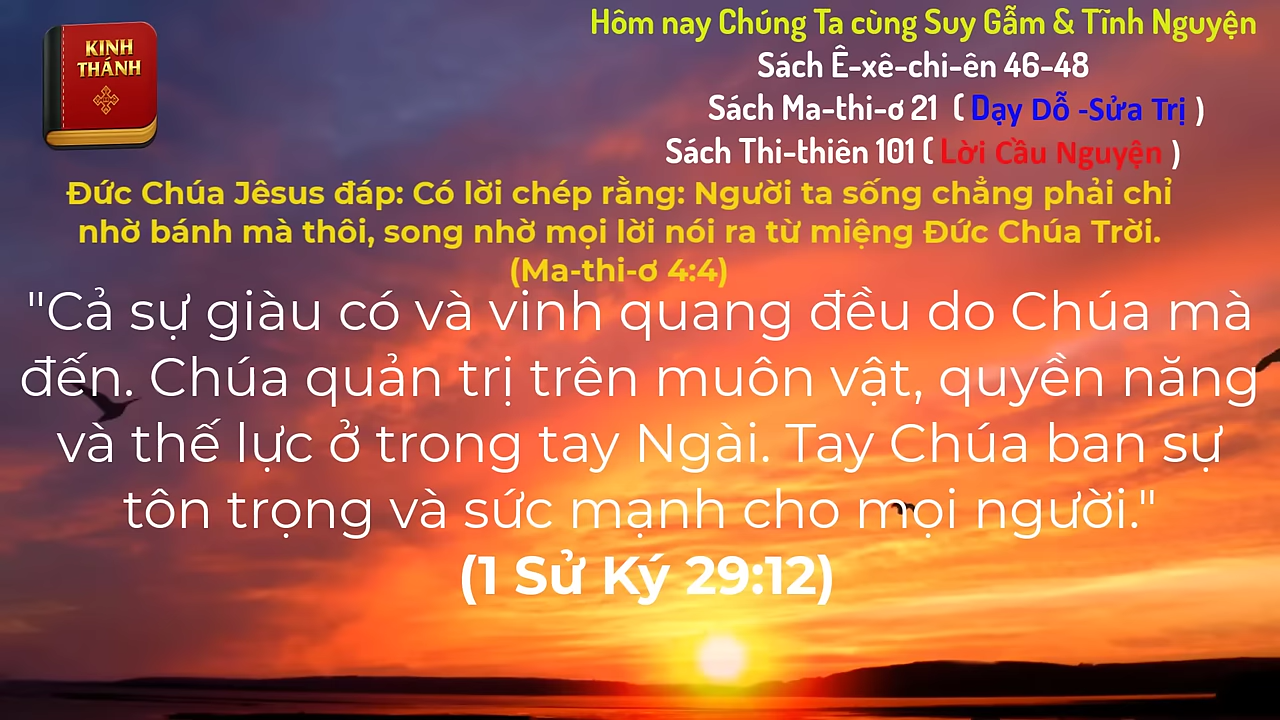 KINH
THÁNH
Hôm nay Chúng Ta cùng Suy Gẫm & Tĩnh Nguyện
Sách Ê-xê-chi-ên 46-48
Sách Ma-thi-ơ 21 ( Dạy Dỗ -Sửa Trị )
Sách Thi-thiên 101 ( Lời Cầu Nguyện )
Đức Chúa Jêsus đáp: Có lời chép rằng: Người ta sống chẳng phải chỉ
nhờ bánh mà thôi, song nhờ mọi lời nói ra từ miệng Đức Chúa Trời.
(Ma-thi-ơ 4:4)
"Cả sự giàu có và vinh quang đều do Chúa mà
đến. Chúa quản trị trên muôn vật, quyền năng
và thế lực ở trong tay Ngài. Tay Chúa ban sự
tôn trọng và sức mạnh cho mọi người."
(1 Sử Ký 29:12)